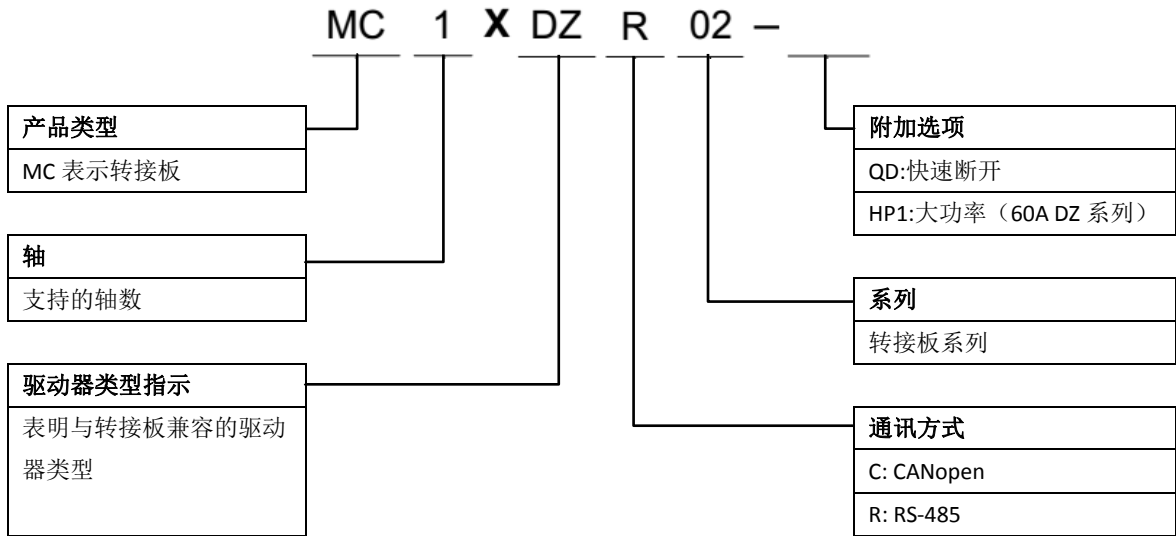 MC 1 X DZ R 02 –
产品类型
MC 表示转接板
轴
支持的轴数
驱动器类型指示
表明与转接板兼容的驱动
器类型
附加选项
QD:快速断开
HP1:大功率（60A DZ 系列）
系列
转接板系列
通讯方式
C: CANopen
R: RS-485